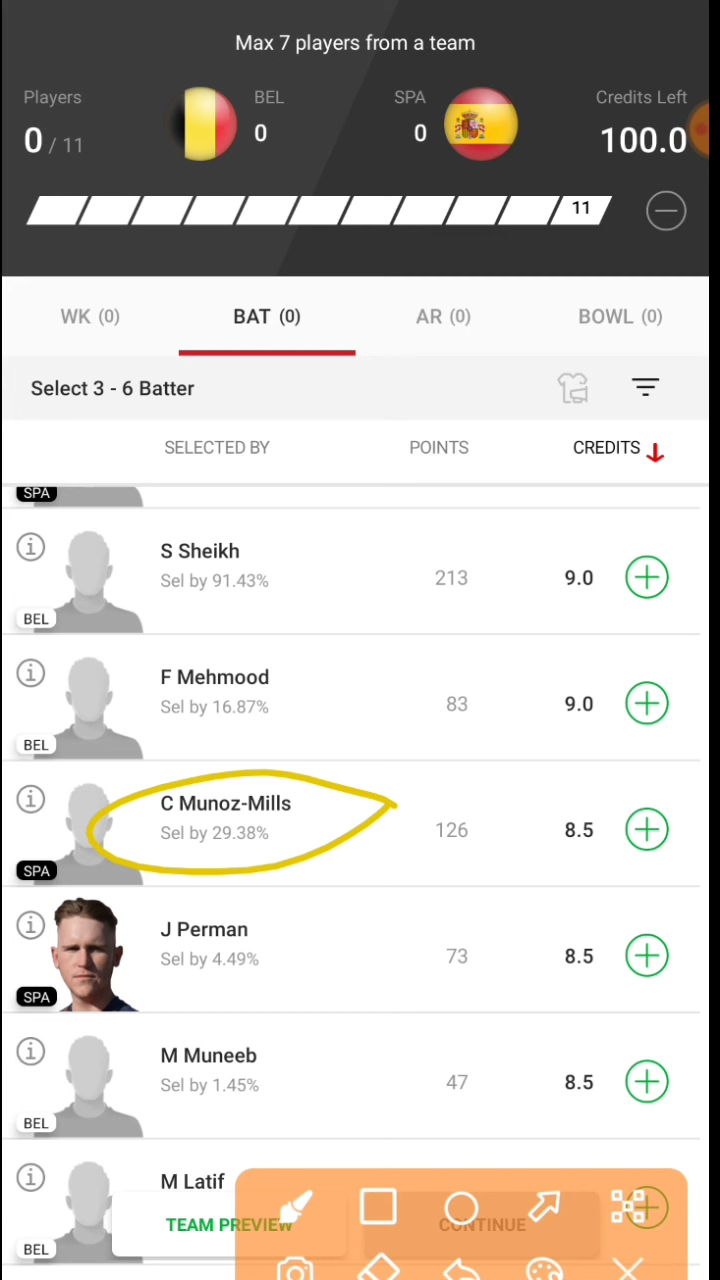 Max 7 players from a team
Players BEL SPA Credits Left
0 / 11 0 0 100.0
11
WK (0) BAT (0) AR (0) BOWL (0)
Select 3 - 6 Batter
SELECTED BY POINTS CREDITS
SPA
S Sheikh
Sel by 91.43% 213 9.0
BEL
F Mehmood
Sel by 16.87% 83 9.0
BEL
C Munoz-Mills
Sel by 29.38% 126 8.5
SPA
J Perman
Sel by 4.49% 73 8.5
SPA
M Muneeb
Sel by 1.45% 47 8.5
BEL
M Latif
TEAM PREVIEW CONTINUE
BEL